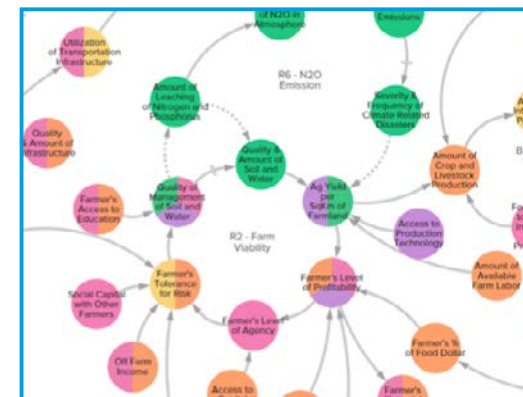 of N2O in
Atmosphere
Emissions
Utilization
of Transportation
Infrastructure
R6 - N2O
Emission
Amount of
Leaching
of Nitrogen and
Phosphorus
Severity &
Frequency of
Climate Related
Disasters
Quality
& Amount of
Infrastructure
Quality &
Amount of
Soil and
Water
Amount of
Crop and
Livestock
Production
Farmer's
Access to
Education
Quality of
Management
of Soil and
Water
Ag Yield
per
SqKm of
Farmland
R2 - Farm
Viability
Access to
Production
Technology
Farmer's
Tolerance
for Risk
Farmer's Level
of Profitability
Amount of
Available
Farm Labor
Social Capital
with Other
Farmers
Farmer's Level
of Agency
Farmer's %
of Food Dollar
Off Farm
Income
Access to
Farmer's